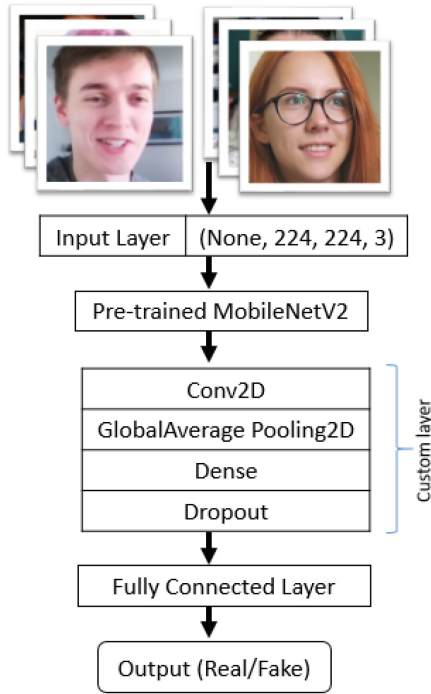 Input Layer (None, 224, 224, 3)
Pre-trained MobileNetV2
Conv2D
GlobalAverage Pooling2D
Dense
Dropout
Custom layer
Fully Connected Layer
Output (Real/Fake)